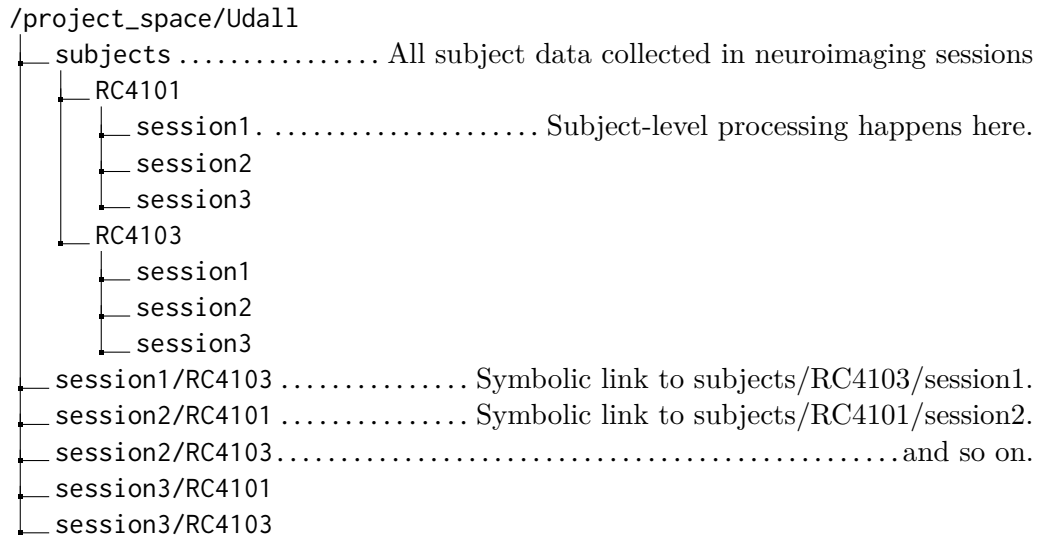 /project_space/Udall
subjects ................ All subject data collected in neuroimaging sessions
RC4101
session1. ...................... Subject-level processing happens here.
session2
session3
RC4103
session1
session2
session3
session1/RC4103 ............... Symbolic link to subjects/RC4103/session1.
session2/RC4101 ............... Symbolic link to subjects/RC4101/session2.
session2/RC4103..................................................and so on.
session3/RC4101
session3/RC4103